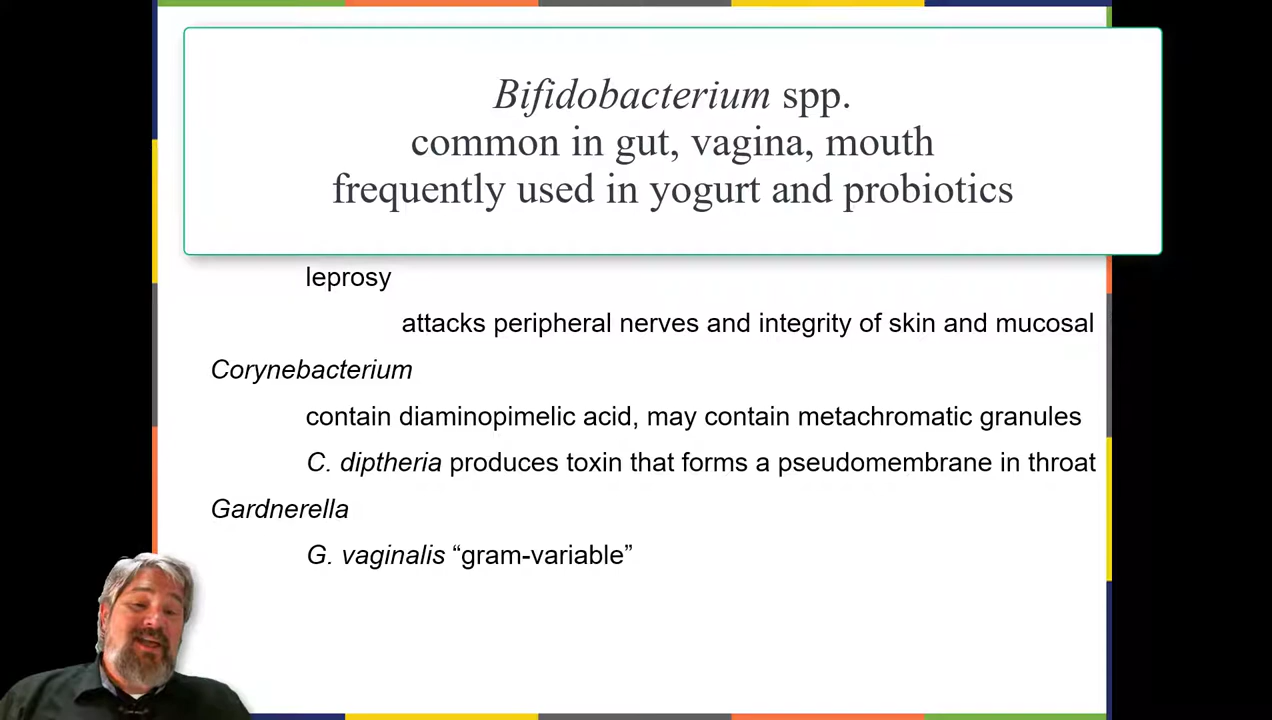 Bifidobacterium spp.
common in gut, vagina, mouth
frequently used in yogurt and probiotics
leprosy
attacks peripheral nerves and integrity of skin and mucosal
Corynebacterium
contain diaminopimelic acid, may contain metachromatic granules
C. diptheria produces toxin that forms a pseudomembrane in throat
Gardnerella
G. vaginalis “gram-variable”